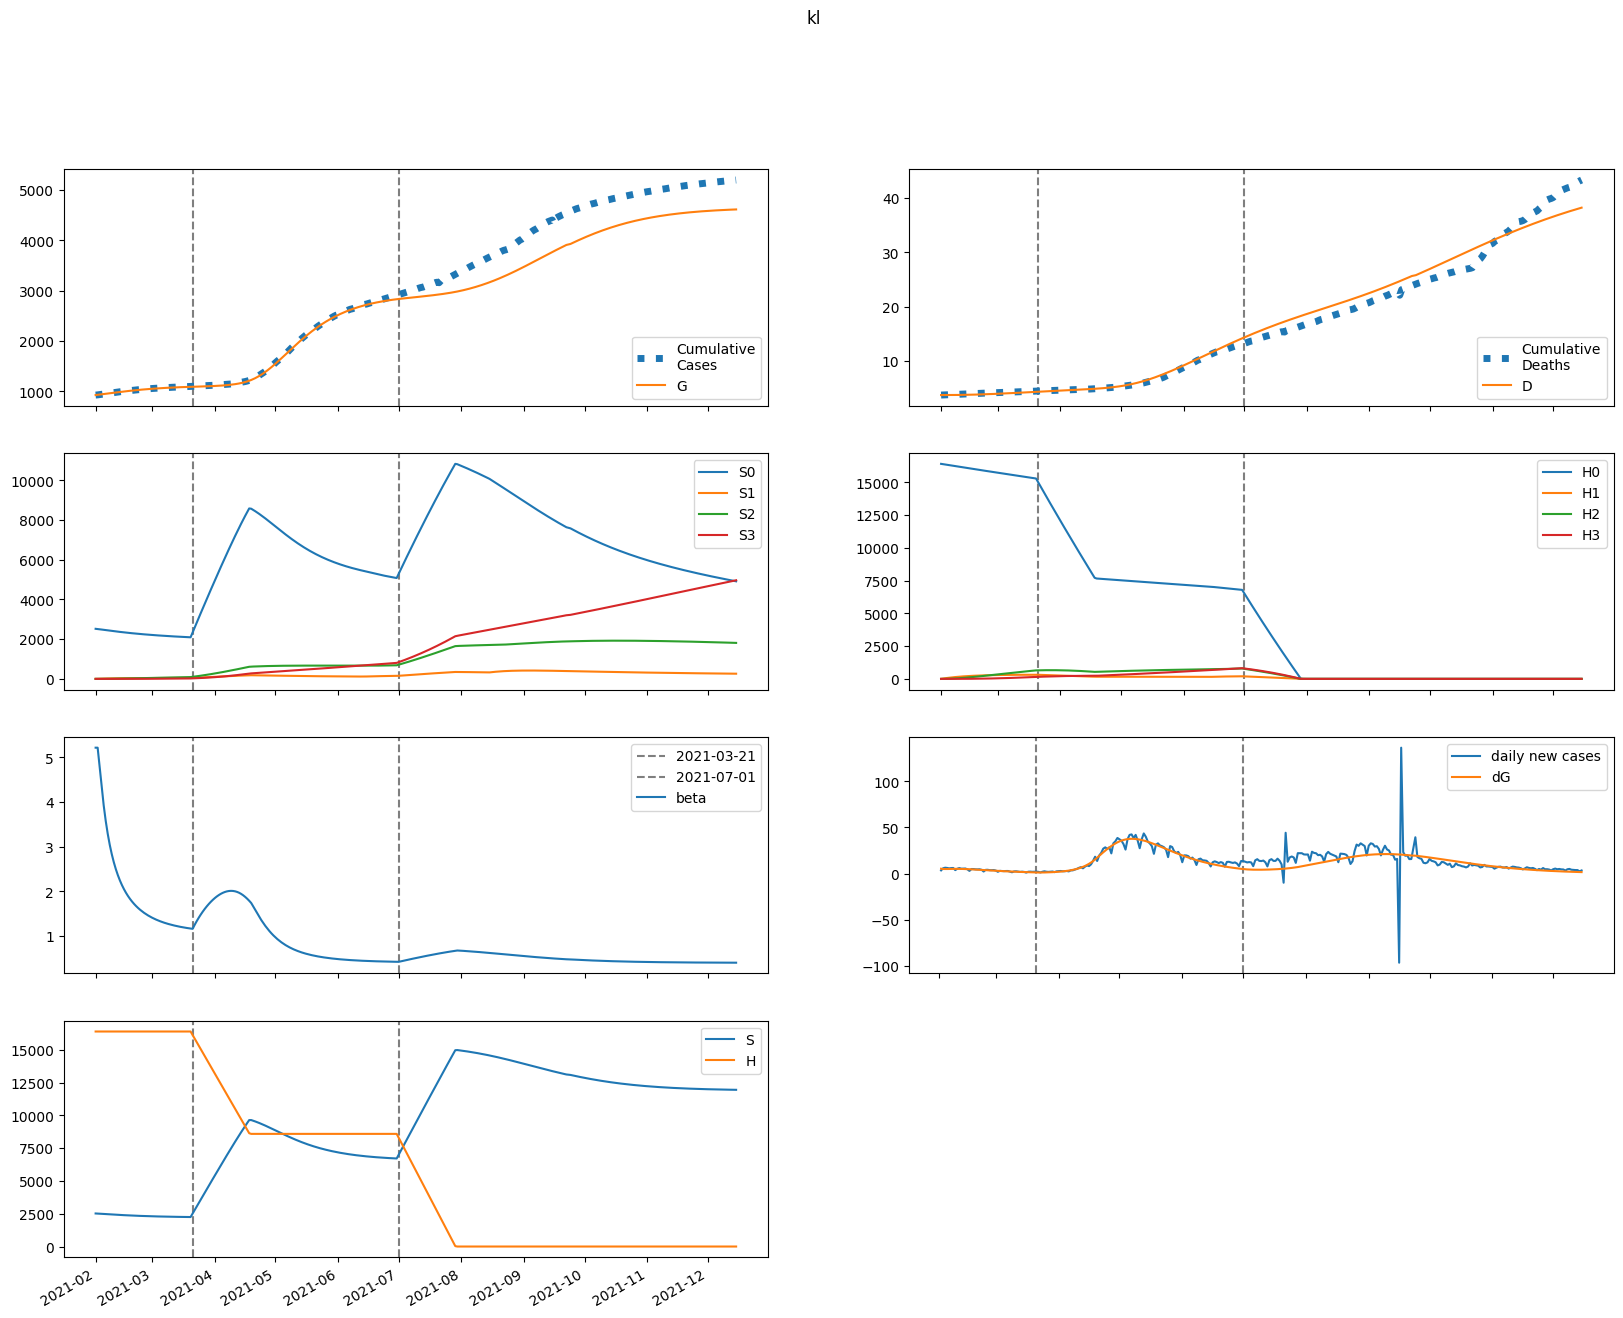 kl
5000
4000
3000
2000
1000
Cumulative
Cases
G
40
30
20
10
Cumulative
Deaths
D
10000
8000
6000
4000
2000
0
S0
S1
S2
S3
15000
12500
10000
7500
5000
2500
0
H0
H1
H2
H3
5
4
3
2
1
2021-03-21
2021-07-01
beta
100
50
0
−50
−100
daily new cases
dG
15000
12500
10000
7500
5000
2500
0
S
H
2021-02
2021-03
2021-04
2021-05
2021-06
2021-07
2021-08
2021-09
2021-10
2021-11
2021-12